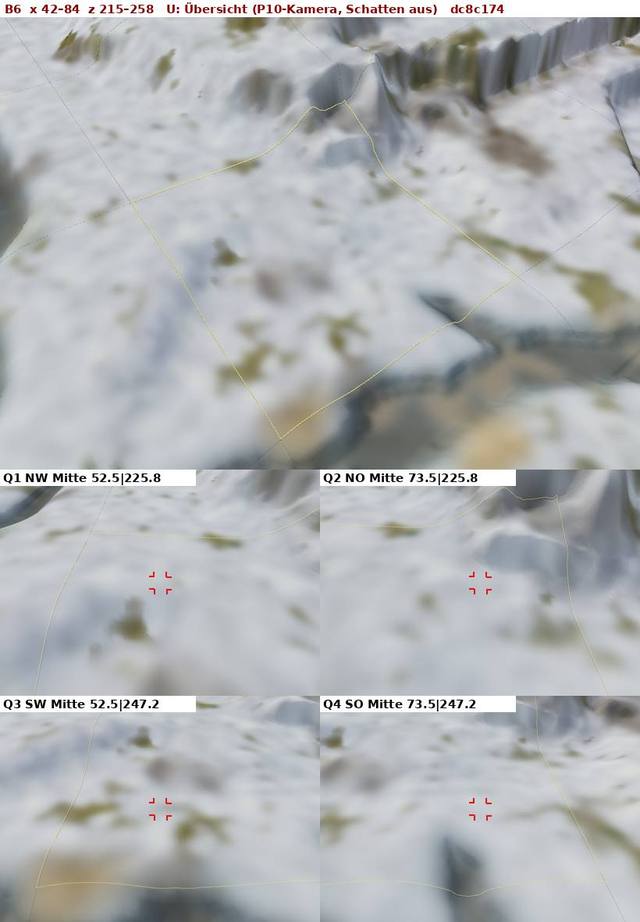 B6 x 42–84 z 215–258 U: Übersicht (P10-Kamera, Schatten aus) dc8c174
Q1 NW Mitte 52.5|225.8
Q2 NO Mitte 73.5|225.8
Q3 SW Mitte 52.5|247.2
Q4 SO Mitte 73.5|247.2